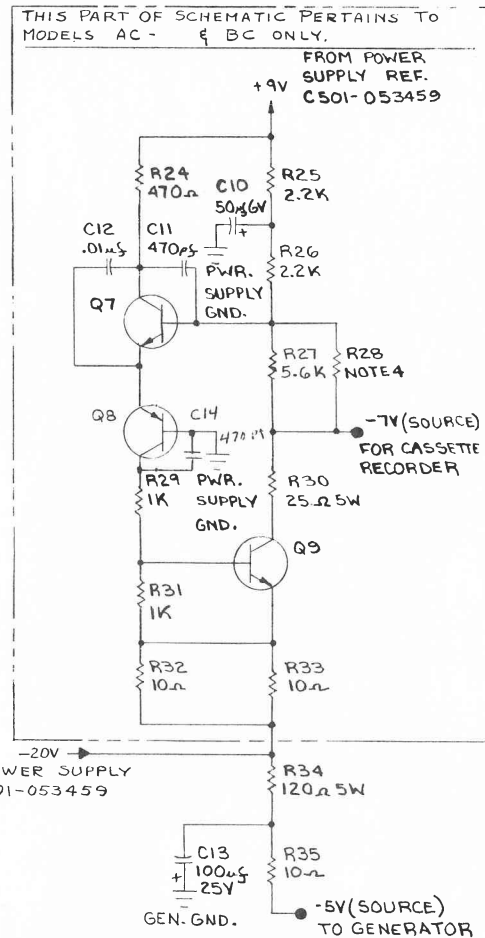 THIS PART OF SCHEMATIC PERTAINS TO
MODELS AC - & BC ONLY.
FROM POWER
SUPPLY REF.
C501-053459
+9V
R24
470Ω
C10
50µf 6V
R25
2.2K
C12
.01µf
C11
470pf
R26
2.2K
PWR.
SUPPLY
GND.
Q7
R27
5.6K
R28
NOTE 4
Q8
C14
470pf
-7V (SOURCE)
FOR CASSETTE
RECORDER
R29
1K
PWR.
SUPPLY
GND.
R30
25Ω 5W
Q9
R31
1K
R32
10Ω
R33
10Ω
-20V
OWER SUPPLY
01-053459
R34
120Ω 5W
C13
100µf
25V
+
R35
10Ω
GEN. GND.
-5V (SOURCE)
TO GENERATOR